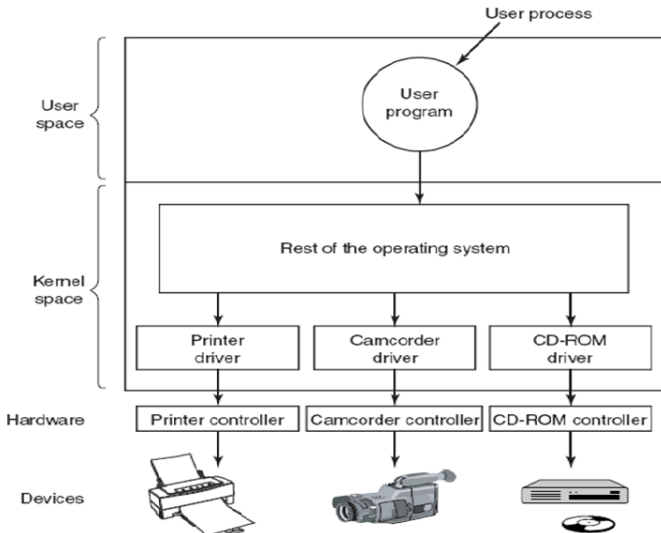 User process
User
space
User
program
Rest of the operating system
Kernel
space
Printer
driver
Camcorder
driver
CD-ROM
driver
Hardware
Printer controller
Camcorder controller
CD-ROM controller
Devices